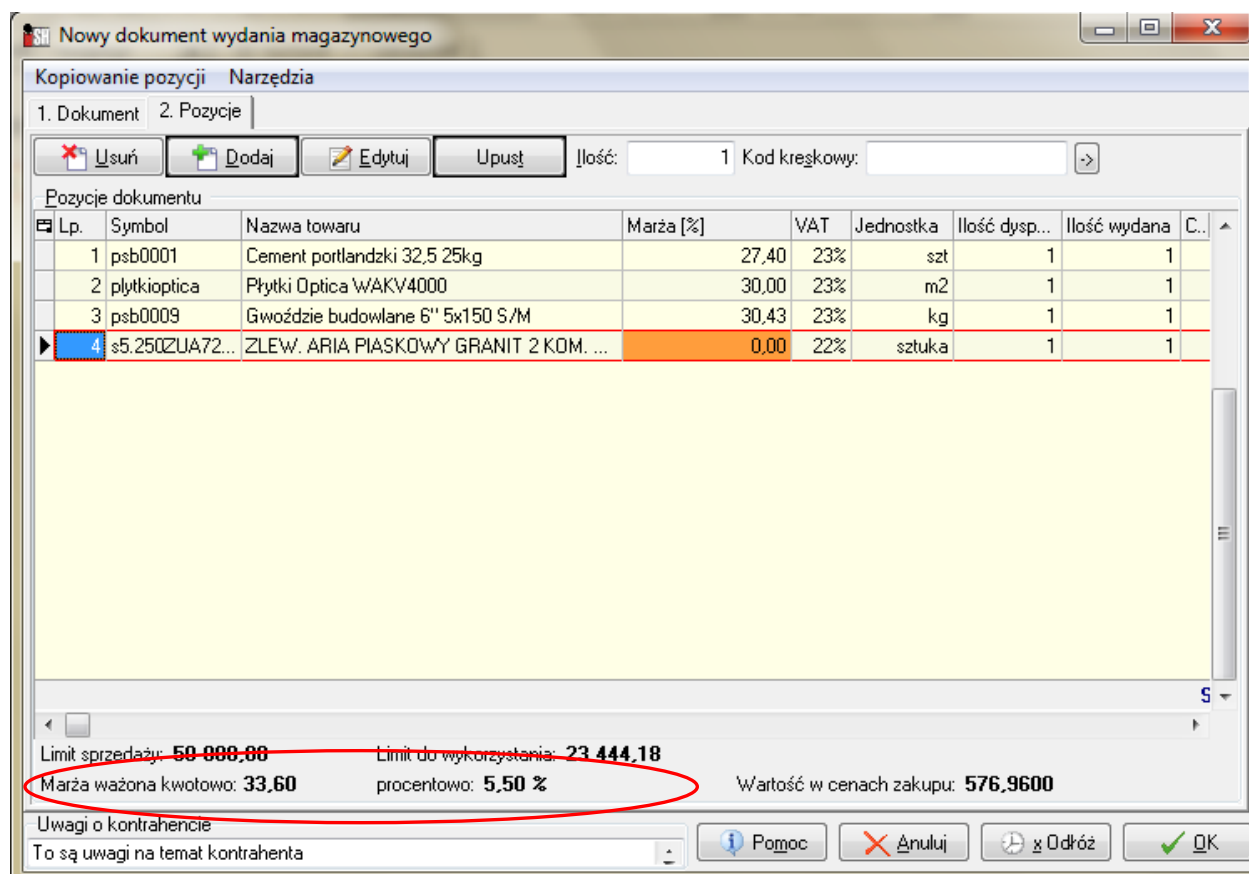 Nowy dokument wydania magazynowego
Kopiowanie pozycji Narzędzia
1. Dokument 2. Pozycje
Usuń Dodaj Edytuj Upust Ilość: 1 Kod kreskowy: ->
Pozycje dokumentu
Lp. Symbol Nazwa towaru Marża [%] VAT Jednostka Ilość dysp... Ilość wydana C..
1 psb0001 Cement portlandzki 32,5 25kg 27,40 23% szt 1 1
2 plytkioptica Płytki Optica WAKV4000 30,00 23% m2 1 1
3 psb0009 Gwoździe budowlane 6'' 5x150 S/M 30,43 23% kg 1 1
4 s5.250ZUA72... ZLEW. ARIA PIASKOWY GRANIT 2 KOM. ... 0,00 22% sztuka 1 1
S
Limit sprzedaży: 50 000,00 Limit do wykorzystania: 23 444,18
Marża ważona kwotowo: 33,60 procentowo: 5,50 % Wartość w cenach zakupu: 576,9600
Uwagi o kontrahencie
To są uwagi na temat kontrahenta
Pomoc Anuluj x Odłóż OK